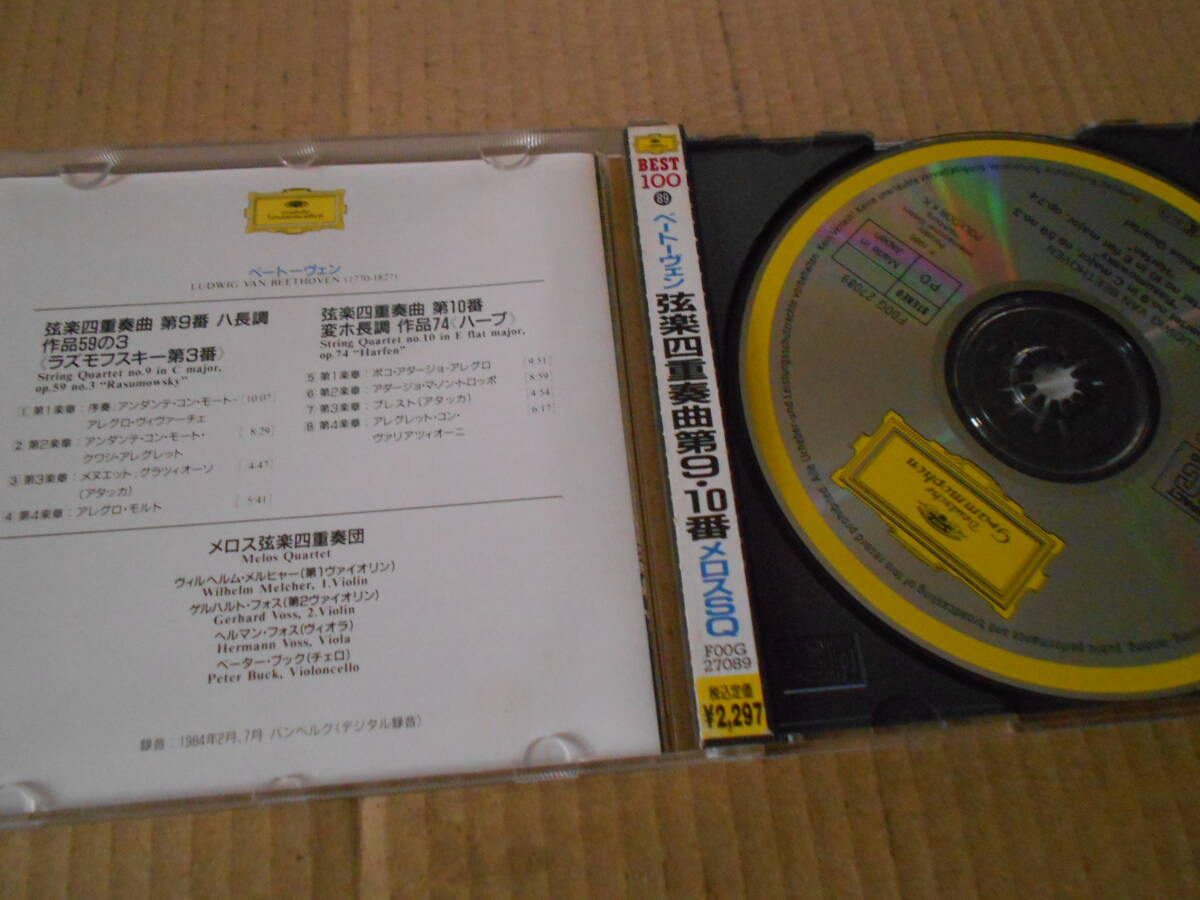 Deutsche
Grammophon
ベートーヴェン
LUDWIG VAN BEETHOVEN (1770-1827)
弦楽四重奏曲 第9番 ハ長調
作品59の3
《ラズモフスキー第3番》
String Quartet no.9 in C major,
op.59 no.3 "Rasumowsky"
1 第1楽章：序奏；アンダンテ・コン・モート― [10:07]
アレグロ・ヴィヴァーチェ
2 第2楽章：アンダンテ・コン・モート・ [8:29]
クワジ・アレグレット
3 第3楽章：メヌエット；グラツィオーソ [4:47]
(アタッカ)
4 第4楽章：アレグロ・モルト [5:41]
弦楽四重奏曲 第10番
変ホ長調 作品74《ハープ》
String Quartet no.10 in E flat major,
op.74 "Harfen"
5 第1楽章：ポコ・アダージョ-アレグロ [9:51]
6 第2楽章：アダージョ・マ・ノン・トロッポ [8:59]
7 第3楽章：プレスト(アタッカ) [4:54]
8 第4楽章：アレグレット・コン・ [6:17]
ヴァリアツィオーニ
メロス弦楽四重奏団
Melos Quartet
ヴィルヘルム・メルヒャー(第1ヴァイオリン)
Wilhelm Melcher, 1.Violin
ゲルハルト・フォス(第2ヴァイオリン)
Gerhard Voss, 2.Violin
ヘルマン・フォス(ヴィオラ)
Hermann Voss, Viola
ペーター・ブック(チェロ)
Peter Buck, Violoncello
録音：1984年2月、7月 バンベルク(デジタル録音)
BEST
100
89
ベートーヴェン
弦楽四重奏曲第9・10番
メロスSQ
F00G
27089
税込定価
¥2,297
F00G 27089
STEREO
PD
Made in
Japan
POLYDOR K.K.
Deutsche
Grammophon